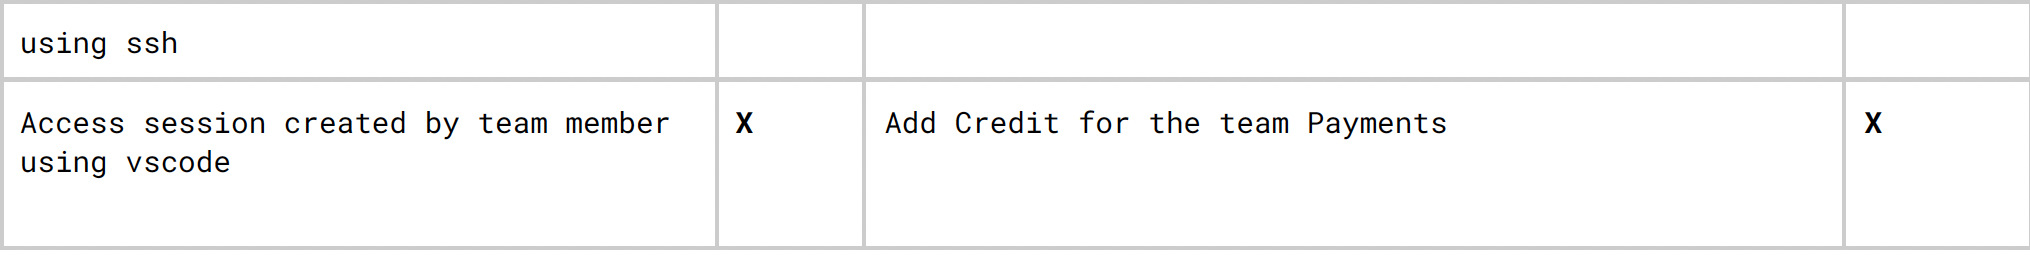 using ssh
Access session created by team member
using vscode
X
Add Credit for the team Payments
X